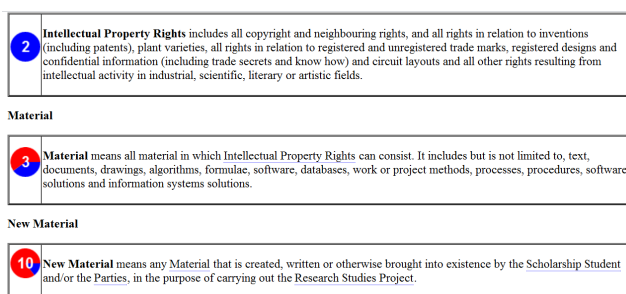 2
Intellectual Property Rights includes all copyright and neighbouring rights, and all rights in relation to inventions
(including patents), plant varieties, all rights in relation to registered and unregistered trade marks, registered designs and
confidential information (including trade secrets and know how) and circuit layouts and all other rights resulting from
intellectual activity in industrial, scientific, literary or artistic fields.
Material
3
Material means all material in which Intellectual Property Rights can consist. It includes but is not limited to, text,
documents, drawings, algorithms, formulae, software, databases, work or project methods, processes, procedures, software
solutions and information systems solutions.
New Material
10
New Material means any Material that is created, written or otherwise brought into existence by the Scholarship Student
and/or the Parties, in the purpose of carrying out the Research Studies Project.